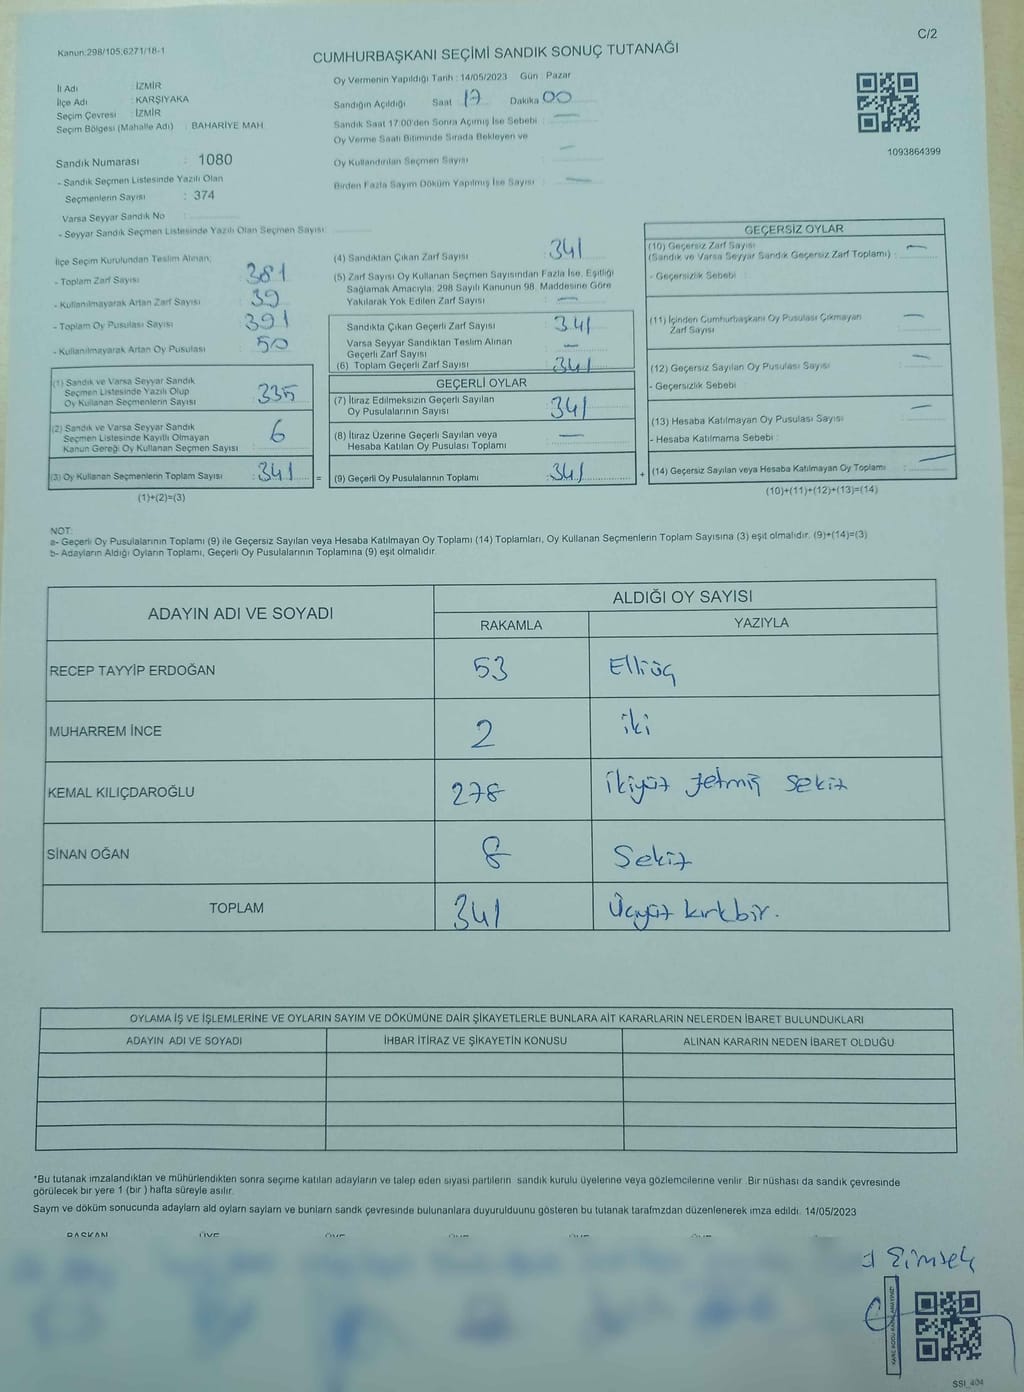 C/2
Kanun:298/105,6271/18-1
CUMHURBAŞKANI SEÇİMİ SANDIK SONUÇ TUTANAĞI
İl Adı : İZMİR
İlçe Adı : KARŞIYAKA
Seçim Çevresi : İZMİR
Seçim Bölgesi (Mahalle Adı) : BAHARİYE MAH.
Oy Vermenin Yapıldığı Tarih : 14/05/2023 Gün : Pazar
Sandığın Açıldığı Saat 17 Dakika 00
Sandık Saat 17:00'den Sonra Açımış İse Sebebi : —
Oy Verme Saati Bitiminde Sırada Bekleyen ve
Oy Kullandırılan Seçmen Sayısı —
Birden Fazla Sayım Döküm Yapılmış İse Sayısı : —
1093864399
Sandık Numarası : 1080
- Sandık Seçmen Listesinde Yazılı Olan
Seçmenlerin Sayısı : 374
Varsa Seyyar Sandık No :
- Seyyar Sandık Seçmen Listesinde Yazılı Olan Seçmen Sayısı:
İlçe Seçim Kurulundan Teslim Alınan;
- Toplam Zarf Sayısı : 381
- Kullanılmayarak Artan Zarf Sayısı : 39
- Toplam Oy Pusulası Sayısı : 391
- Kullanılmayarak Artan Oy Pusulası : 50
(1) Sandık ve Varsa Seyyar Sandık
Seçmen Listesinde Yazılı Olup
Oy Kullanan Seçmenlerin Sayısı : 335
(2) Sandık ve Varsa Seyyar Sandık
Seçmen Listesinde Kayıtlı Olmayan
Kanun Gereği Oy Kullanan Seçmen Sayısı : 6
(3) Oy Kullanan Seçmenlerin Toplam Sayısı : 341 =
(1)+(2)=(3)
(4) Sandıktan Çıkan Zarf Sayısı : 341
(5) Zarf Sayısı Oy Kullanan Seçmen Sayısından Fazla İse, Eşitliği
Sağlamak Amacıyla; 298 Sayılı Kanunun 98. Maddesine Göre
Yakılarak Yok Edilen Zarf Sayısı : —
Sandıkta Çıkan Geçerli Zarf Sayısı : 341
Varsa Seyyar Sandıktan Teslim Alınan
Geçerli Zarf Sayısı : —
(6) Toplam Geçerli Zarf Sayısı : 341
GEÇERLİ OYLAR
(7) İtiraz Edilmeksizin Geçerli Sayılan
Oy Pusulalarının Sayısı : 341
(8) İtiraz Üzerine Geçerli Sayılan veya
Hesaba Katılan Oy Pusulası Toplamı : —
(9) Geçerli Oy Pusulalarının Toplamı : 341 +
GEÇERSİZ OYLAR
(10) Geçersiz Zarf Sayısı
(Sandık ve Varsa Seyyar Sandık Geçersiz Zarf Toplamı) : —
- Geçersizlik Sebebi :
(11) İçinden Cumhurbaşkanı Oy Pusulası Çıkmayan
Zarf Sayısı : —
(12) Geçersiz Sayılan Oy Pusulası Sayısı : —
- Geçersizlik Sebebi :
(13) Hesaba Katılmayan Oy Pusulası Sayısı : —
- Hesaba Katılmama Sebebi :
(14) Geçersiz Sayılan veya Hesaba Katılmayan Oy Toplamı : —
(10)+(11)+(12)+(13)=(14)
NOT:
a- Geçerli Oy Pusulalarının Toplamı (9) ile Geçersiz Sayılan veya Hesaba Katılmayan Oy Toplamı (14) Toplamları, Oy Kullanan Seçmenlerin Toplam Sayısına (3) eşit olmalıdır. (9)+(14)=(3)
b- Adayların Aldığı Oyların Toplamı, Geçerli Oy Pusulalarının Toplamına (9) eşit olmalıdır.
ADAYIN ADI VE SOYADI ALDIĞI OY SAYISI
RAKAMLA YAZIYLA
RECEP TAYYİP ERDOĞAN 53 Elliüç
MUHARREM İNCE 2 iki
KEMAL KILIÇDAROĞLU 278 İkiyüz yetmiş sekiz
SİNAN OĞAN 8 Sekiz
TOPLAM 341 Üçyüz kırkbir.
OYLAMA İŞ VE İŞLEMLERİNE VE OYLARIN SAYIM VE DÖKÜMÜNE DAİR ŞİKAYETLERLE BUNLARA AİT KARARLARIN NELERDEN İBARET BULUNDUKLARI
ADAYIN ADI VE SOYADI İHBAR İTİRAZ VE ŞİKAYETİN KONUSU ALINAN KARARIN NEDEN İBARET OLDUĞU
*Bu tutanak imzalandıktan ve mühürlendikten sonra seçime katılan adayların ve talep eden siyasi partilerin sandık kurulu üyelerine veya gözlemcilerine verilir. Bir nüshası da sandık çevresinde
görülecek bir yere 1 (bir) hafta süreyle asılır.
Sayım ve döküm sonucunda adayların ald oyların saylarn ve bunların sandk çevresinde bulunanlara duyurulduunu gösteren bu tutanak tarafmzdan düzenlenerek imza edildi. 14/05/2023
BAŞKAN ÜYE ÜYE ÜYE ÜYE ÜYE
SSI_404